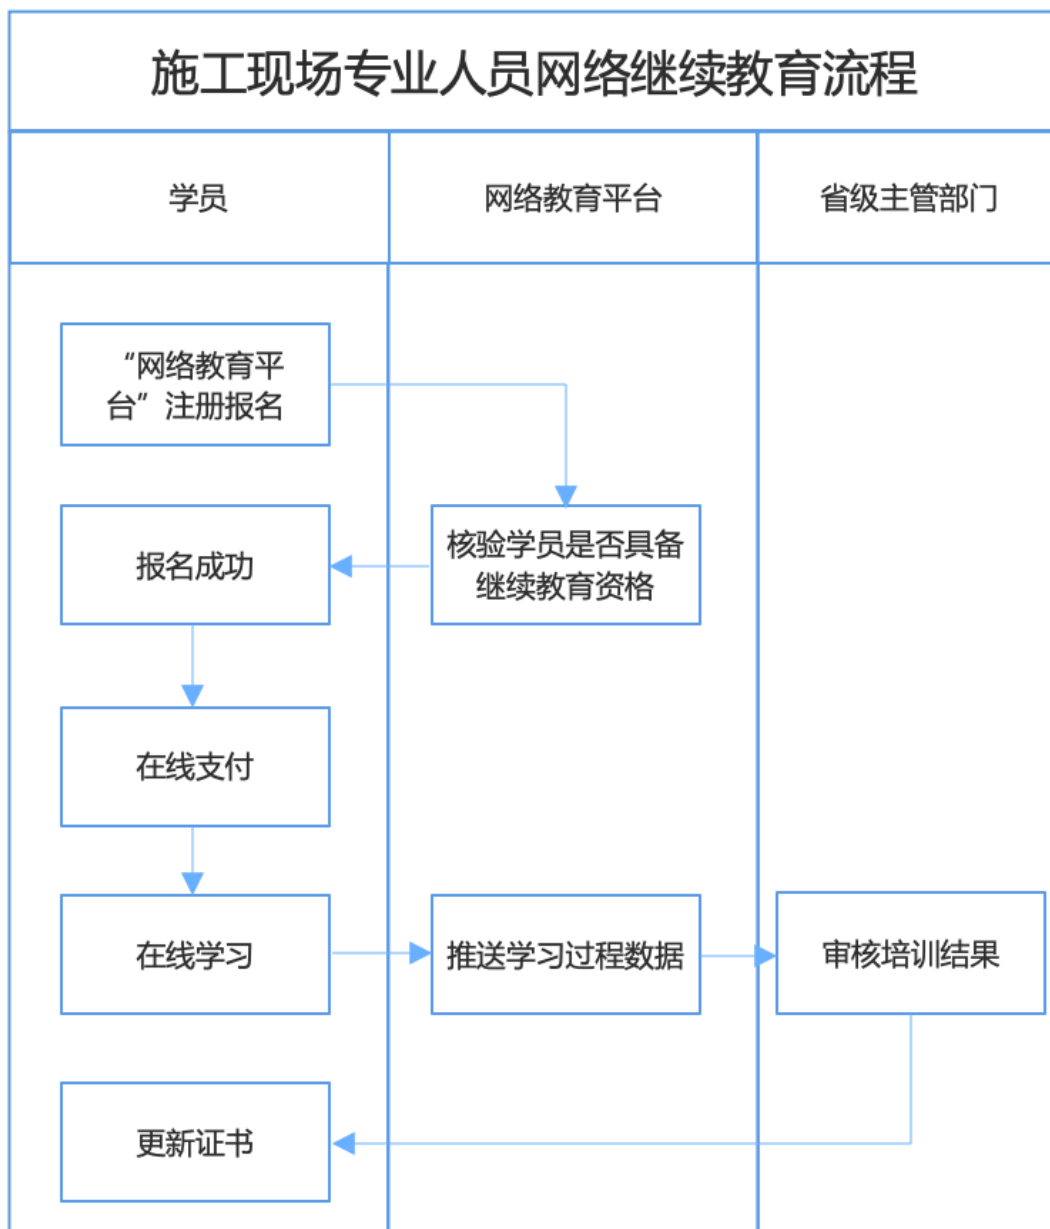 施工现场专业人员网络继续教育流程
学员
网络教育平台
省级主管部门
“网络教育平
台”注册报名
核验学员是否具备
继续教育资格
报名成功
在线支付
在线学习
推送学习过程数据
审核培训结果
更新证书